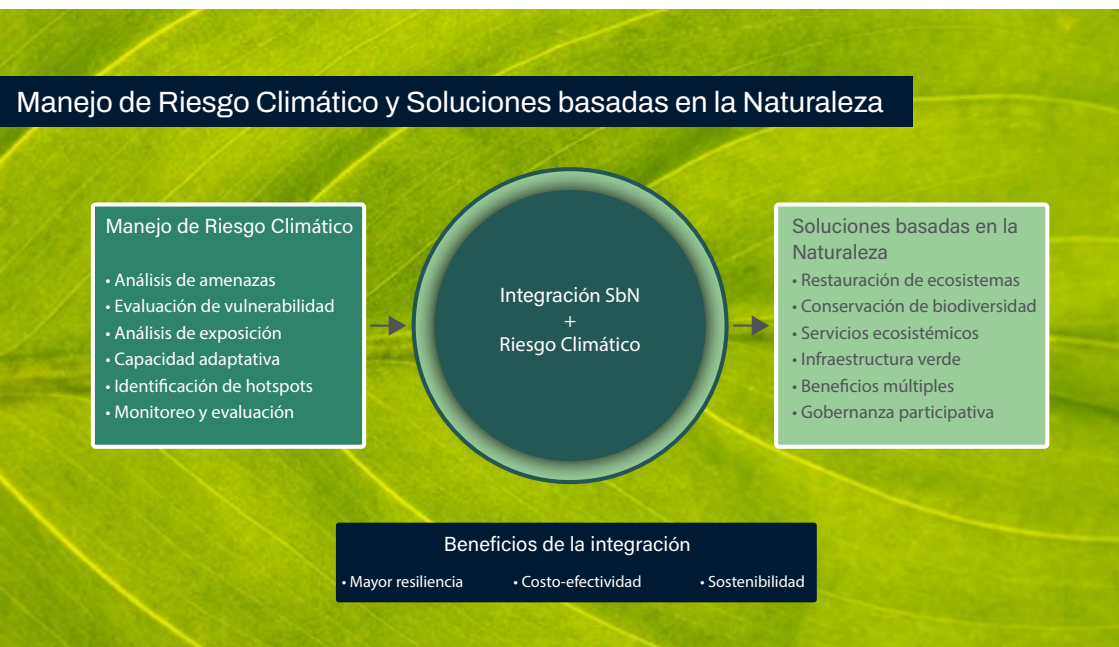 Manejo de Riesgo Climático y Soluciones basadas en la Naturaleza
Manejo de Riesgo Climático
• Análisis de amenazas
• Evaluación de vulnerabilidad
• Análisis de exposición
• Capacidad adaptativa
• Identificación de hotspots
• Monitoreo y evaluación
Integración SbN
+
Riesgo Climático
Soluciones basadas en la
Naturaleza
• Restauración de ecosistemas
• Conservación de biodiversidad
• Servicios ecosistémicos
• Infraestructura verde
• Beneficios múltiples
• Gobernanza participativa
Beneficios de la integración
• Mayor resiliencia • Costo-efectividad • Sostenibilidad